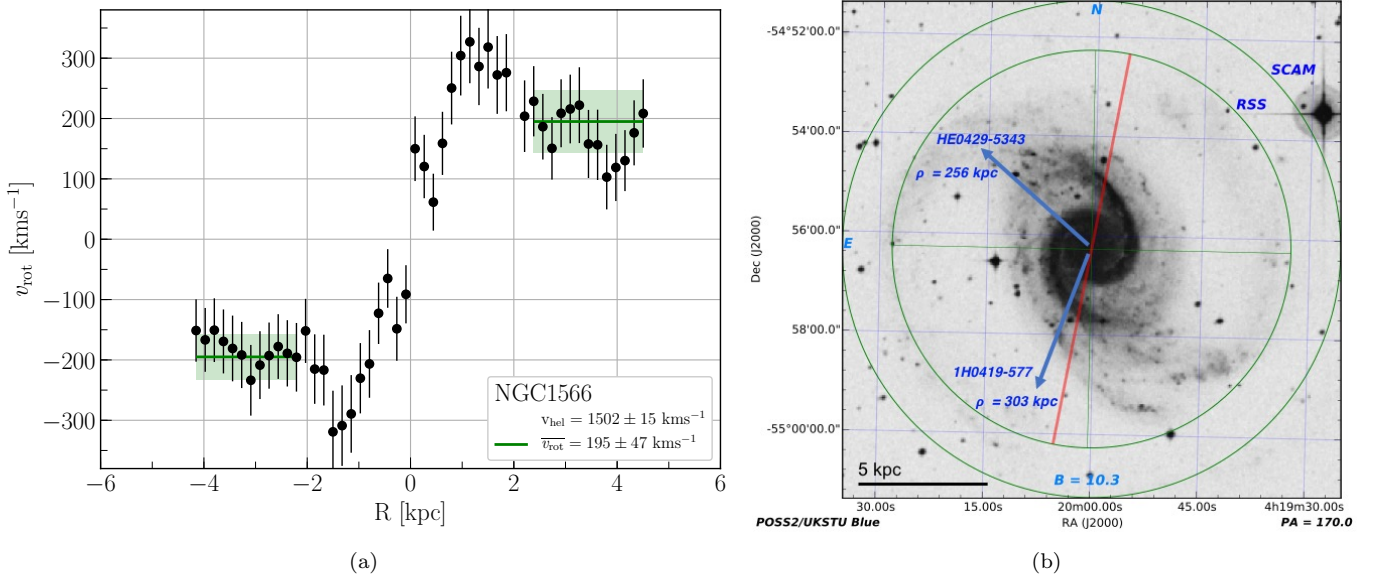 300
200
100
0
−100
−200
−300
v_rot [kms⁻¹]
−6 −4 −2 0 2 4 6
R [kpc]
NGC1566
v_hel = 1502 ± 15 kms⁻¹
v̅_rot = 195 ± 47 kms⁻¹
(a)
N
SCAM
RSS
HE0429-5343
ρ = 256 kpc
E
1H0419-577
ρ = 303 kpc
B = 10.3
5 kpc
-54°52'00.0"
54'00.0"
56'00.0"
58'00.0"
-55°00'00.0"
Dec (J2000)
30.00s 15.00s 20m00.00s 45.00s 4h19m30.00s
RA (J2000)
POSS2/UKSTU Blue
PA = 170.0
(b)